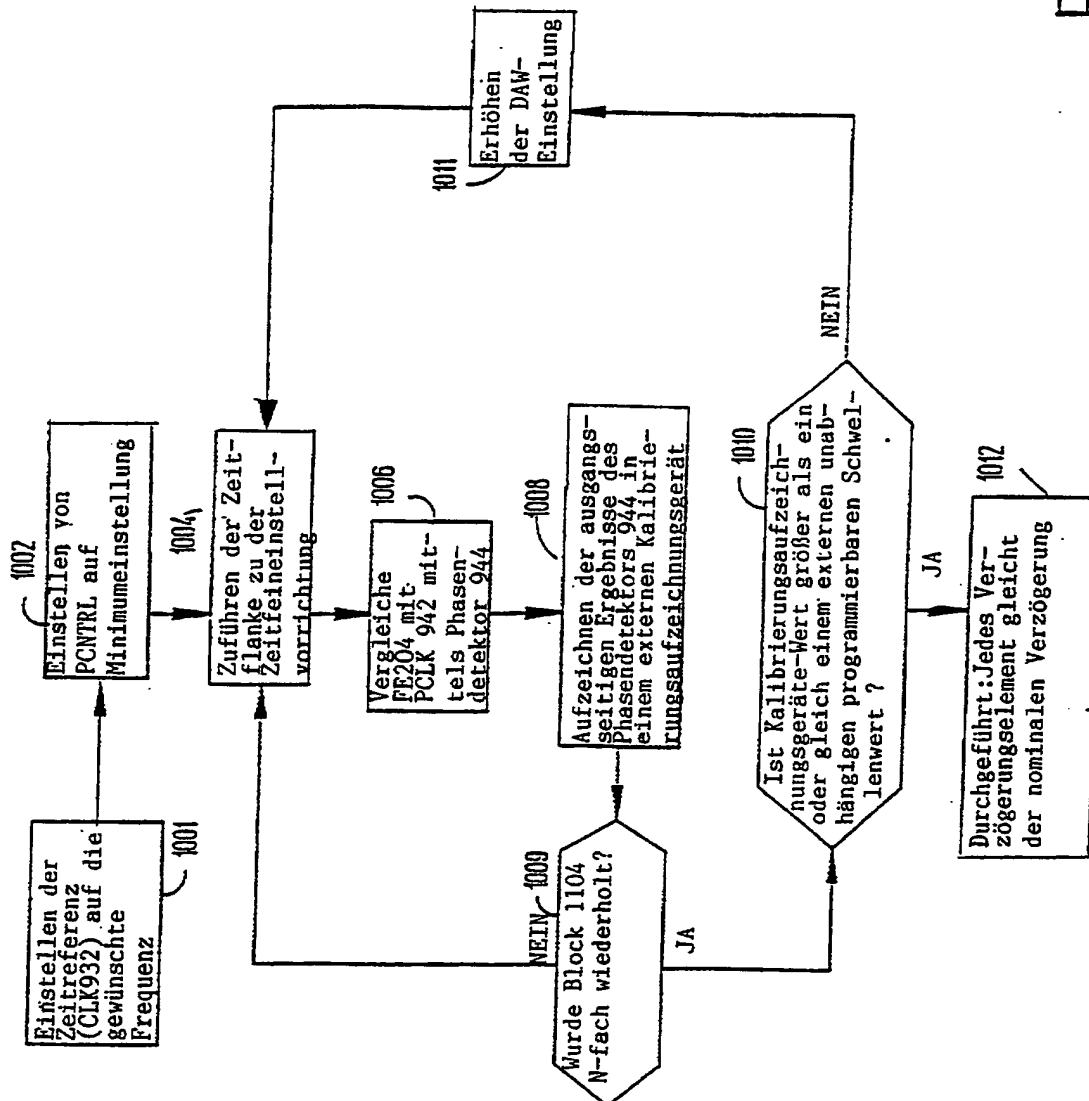 Einstellen der
Zeitreferenz
(CLK932) auf die
gewünschte
Frequenz
1001
1002
Einstellen von
PCNTRL auf
Minimumeinstellung
1004
Zuführen der Zeit-
flanke zu der
Zeitfeineinstell-
vorrichtung
1006
Vergleiche
FE204 mit
PCLK 942 mit-
tels Phasen-
detektor 944
1008
Aufzeichnen der ausgangs-
seitigen Ergebnisse des
Phasendetektors 944 in
einem externen Kalibrie-
rungsaufzeichnungsgerät
NEIN
1009
Wurde Block 1104
N-fach wiederholt?
JA
1010
Ist Kalibrierungsaufzeich-
nungsgeräte-Wert größer als ein
oder gleich einem externen unab-
hängigen programmierbaren Schwel-
lenwert ?
NEIN
1011
Erhöhen
der DAW-
Einstellung
JA
1012
Durchgeführt:Jedes Ver-
zögerungselement gleicht
der nominalen Verzögerung